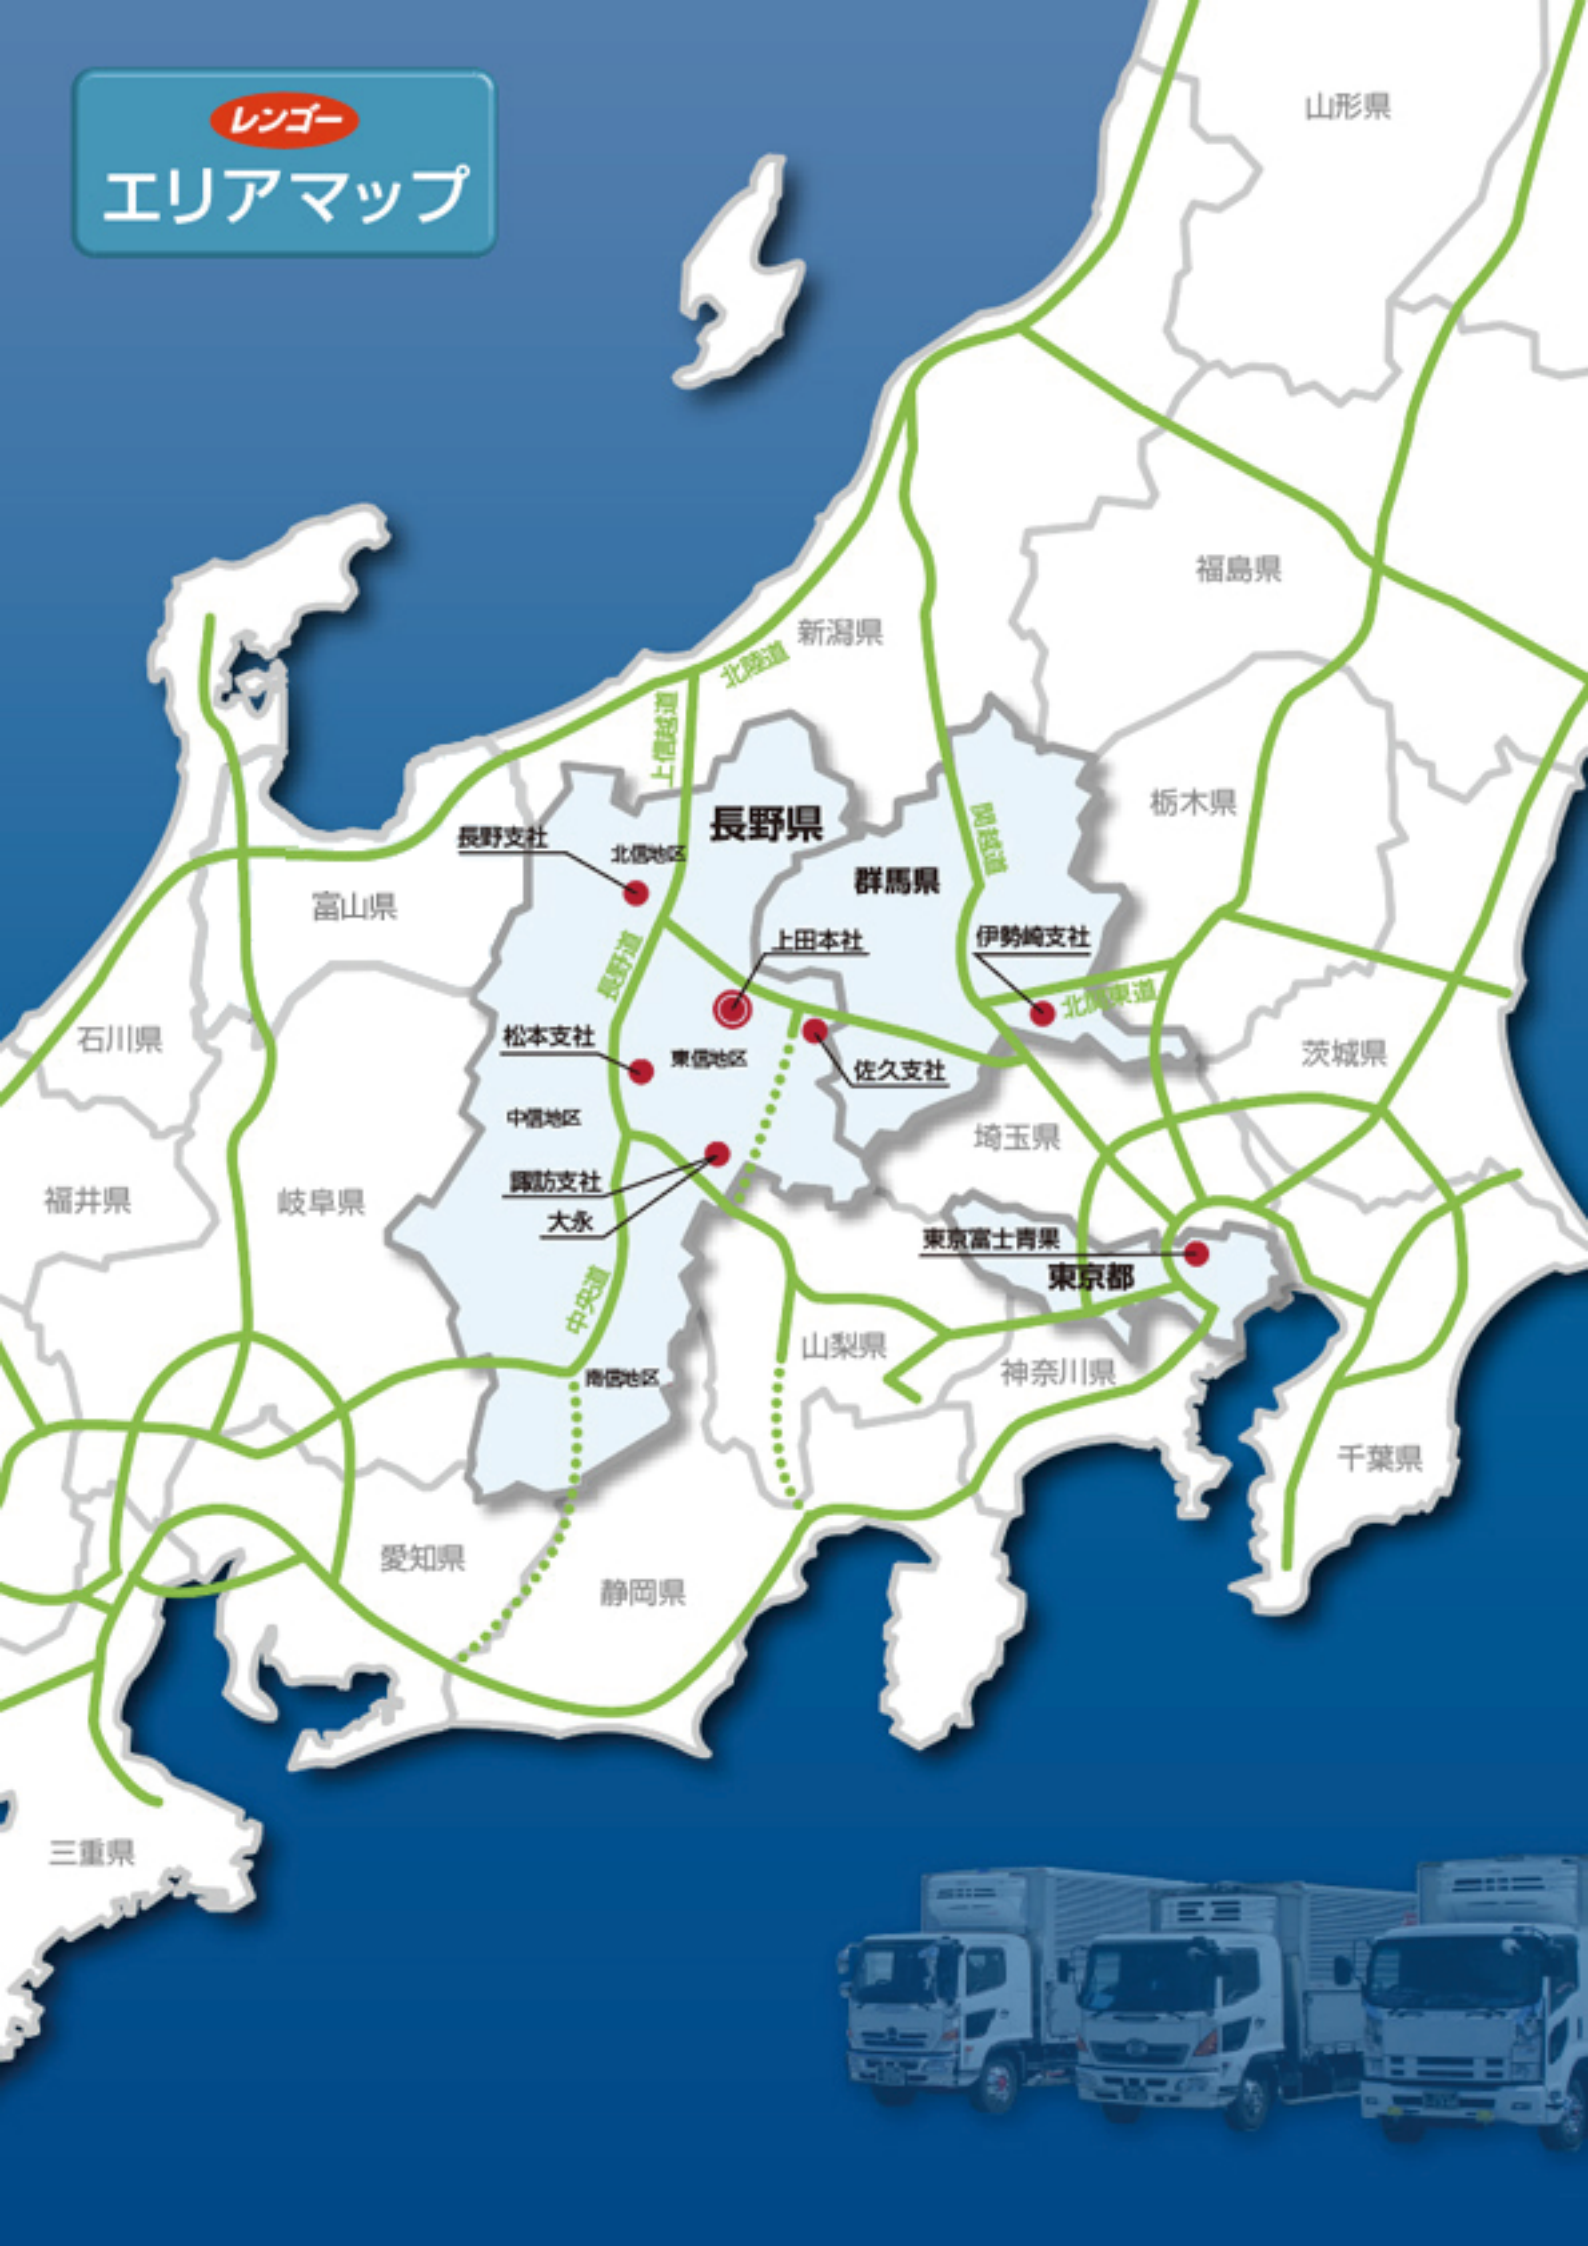 レンゴー
エリアマップ
山形県
福島県
新潟県
北陸道
上信越道
長野県
長野支社
北信地区
関越道
栃木県
群馬県
富山県
上田本社
伊勢崎支社
長野道
北関東道
石川県
松本支社
東信地区
佐久支社
茨城県
中信地区
埼玉県
福井県
岐阜県
諏訪支社
大永
東京富士青果
東京都
中央道
山梨県
神奈川県
南信地区
千葉県
愛知県
静岡県
三重県